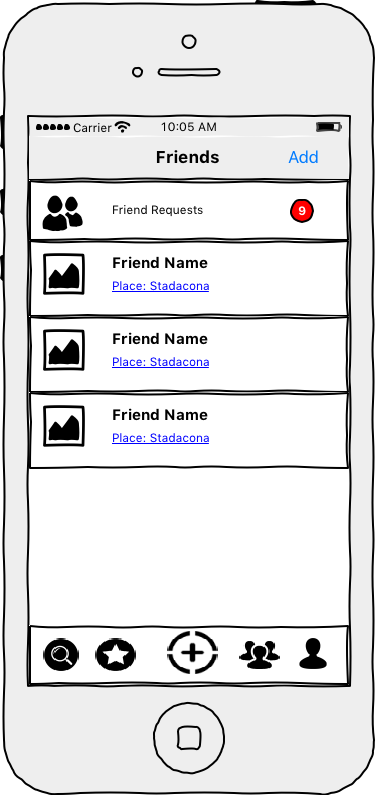 Carrier 10:05 AM
Friends Add
Friend Requests 9
Friend Name
Place: Stadacona
Friend Name
Place: Stadacona
Friend Name
Place: Stadacona